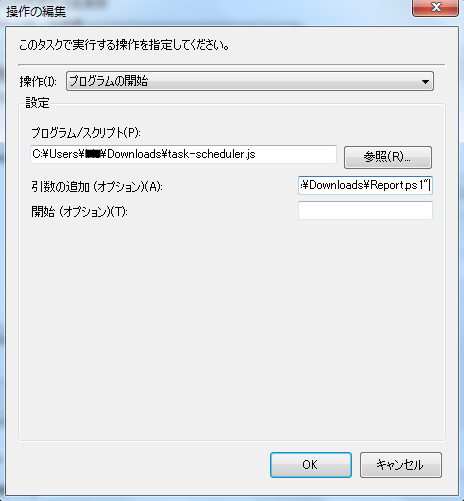 操作の編集
このタスクで実行する操作を指定してください。
操作(I): プログラムの開始
設定
プログラム/スクリプト(P):
C:¥Users¥ ¥Downloads¥task-scheduler.js 参照(R)...
引数の追加 (オプション)(A): :¥Downloads¥Report.ps1"
開始 (オプション)(T):
OK キャンセル